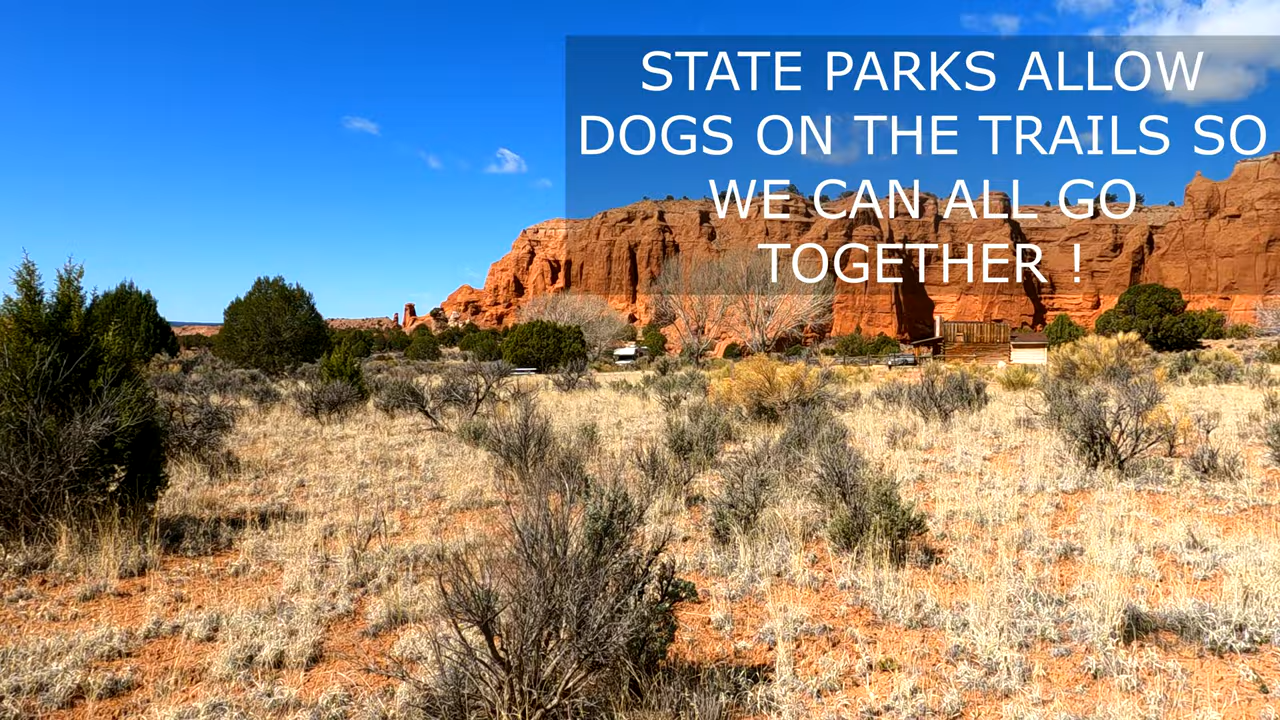 STATE PARKS ALLOW
DOGS ON THE TRAILS SO
WE CAN ALL GO
TOGETHER !